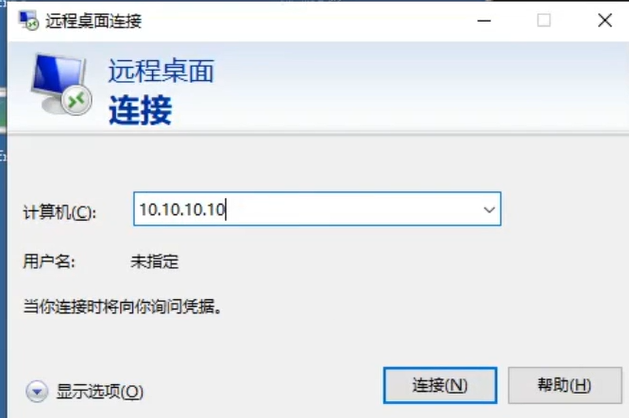 远程桌面连接
远程桌面
连接
计算机(C): 10.10.10.10
用户名: 未指定
当你连接时将向你询问凭据。
显示选项(O) 连接(N) 帮助(H)